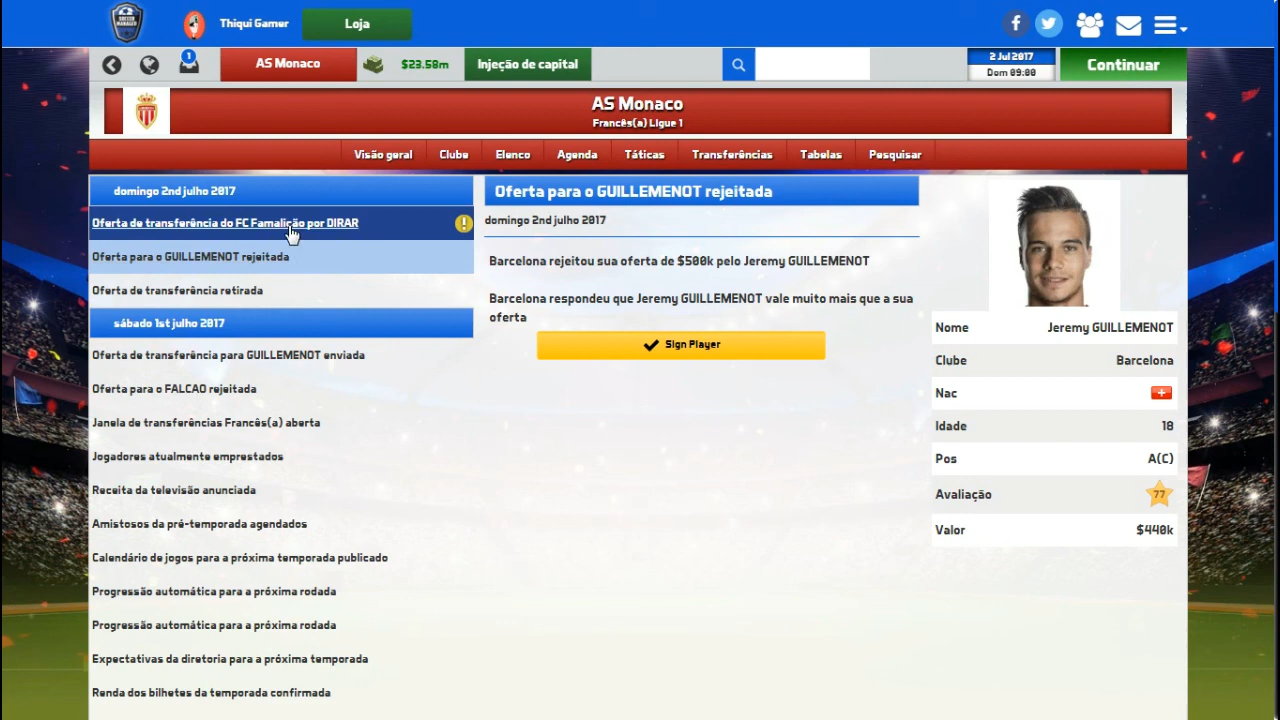 SOCCER MANAGER
Thiqui Gamer
Loja
1
AS Monaco
$23.58m
Injeção de capital
2 Jul 2017
Dom 09:00
Continuar
AS Monaco
Francês(a) Ligue 1
Visão geral Clube Elenco Agenda Táticas Transferências Tabelas Pesquisar
domingo 2nd julho 2017
Oferta de transferência do FC Famalição por DIRAR
Oferta para o GUILLEMENOT rejeitada
Oferta de transferência retirada
sábado 1st julho 2017
Oferta de transferência para GUILLEMENOT enviada
Oferta para o FALCAO rejeitada
Janela de transferências Francês(a) aberta
Jogadores atualmente emprestados
Receita da televisão anunciada
Amistosos da pré-temporada agendados
Calendário de jogos para a próxima temporada publicado
Progressão automática para a próxima rodada
Progressão automática para a próxima rodada
Expectativas da diretoria para a próxima temporada
Renda dos bilhetes da temporada confirmada
Oferta para o GUILLEMENOT rejeitada
domingo 2nd julho 2017
Barcelona rejeitou sua oferta de $500k pelo Jeremy GUILLEMENOT
Barcelona respondeu que Jeremy GUILLEMENOT vale muito mais que a sua
oferta
Sign Player
Nome Jeremy GUILLEMENOT
Clube Barcelona
Nac
Idade 18
Pos A(C)
Avaliação 77
Valor $440k